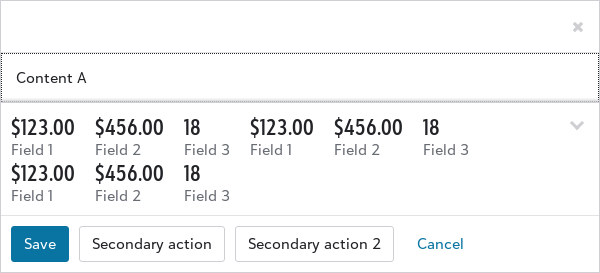 Content A
$123.00 $456.00 18 $123.00 $456.00 18
Field 1 Field 2 Field 3 Field 1 Field 2 Field 3
$123.00 $456.00 18
Field 1 Field 2 Field 3
Save Secondary action Secondary action 2 Cancel